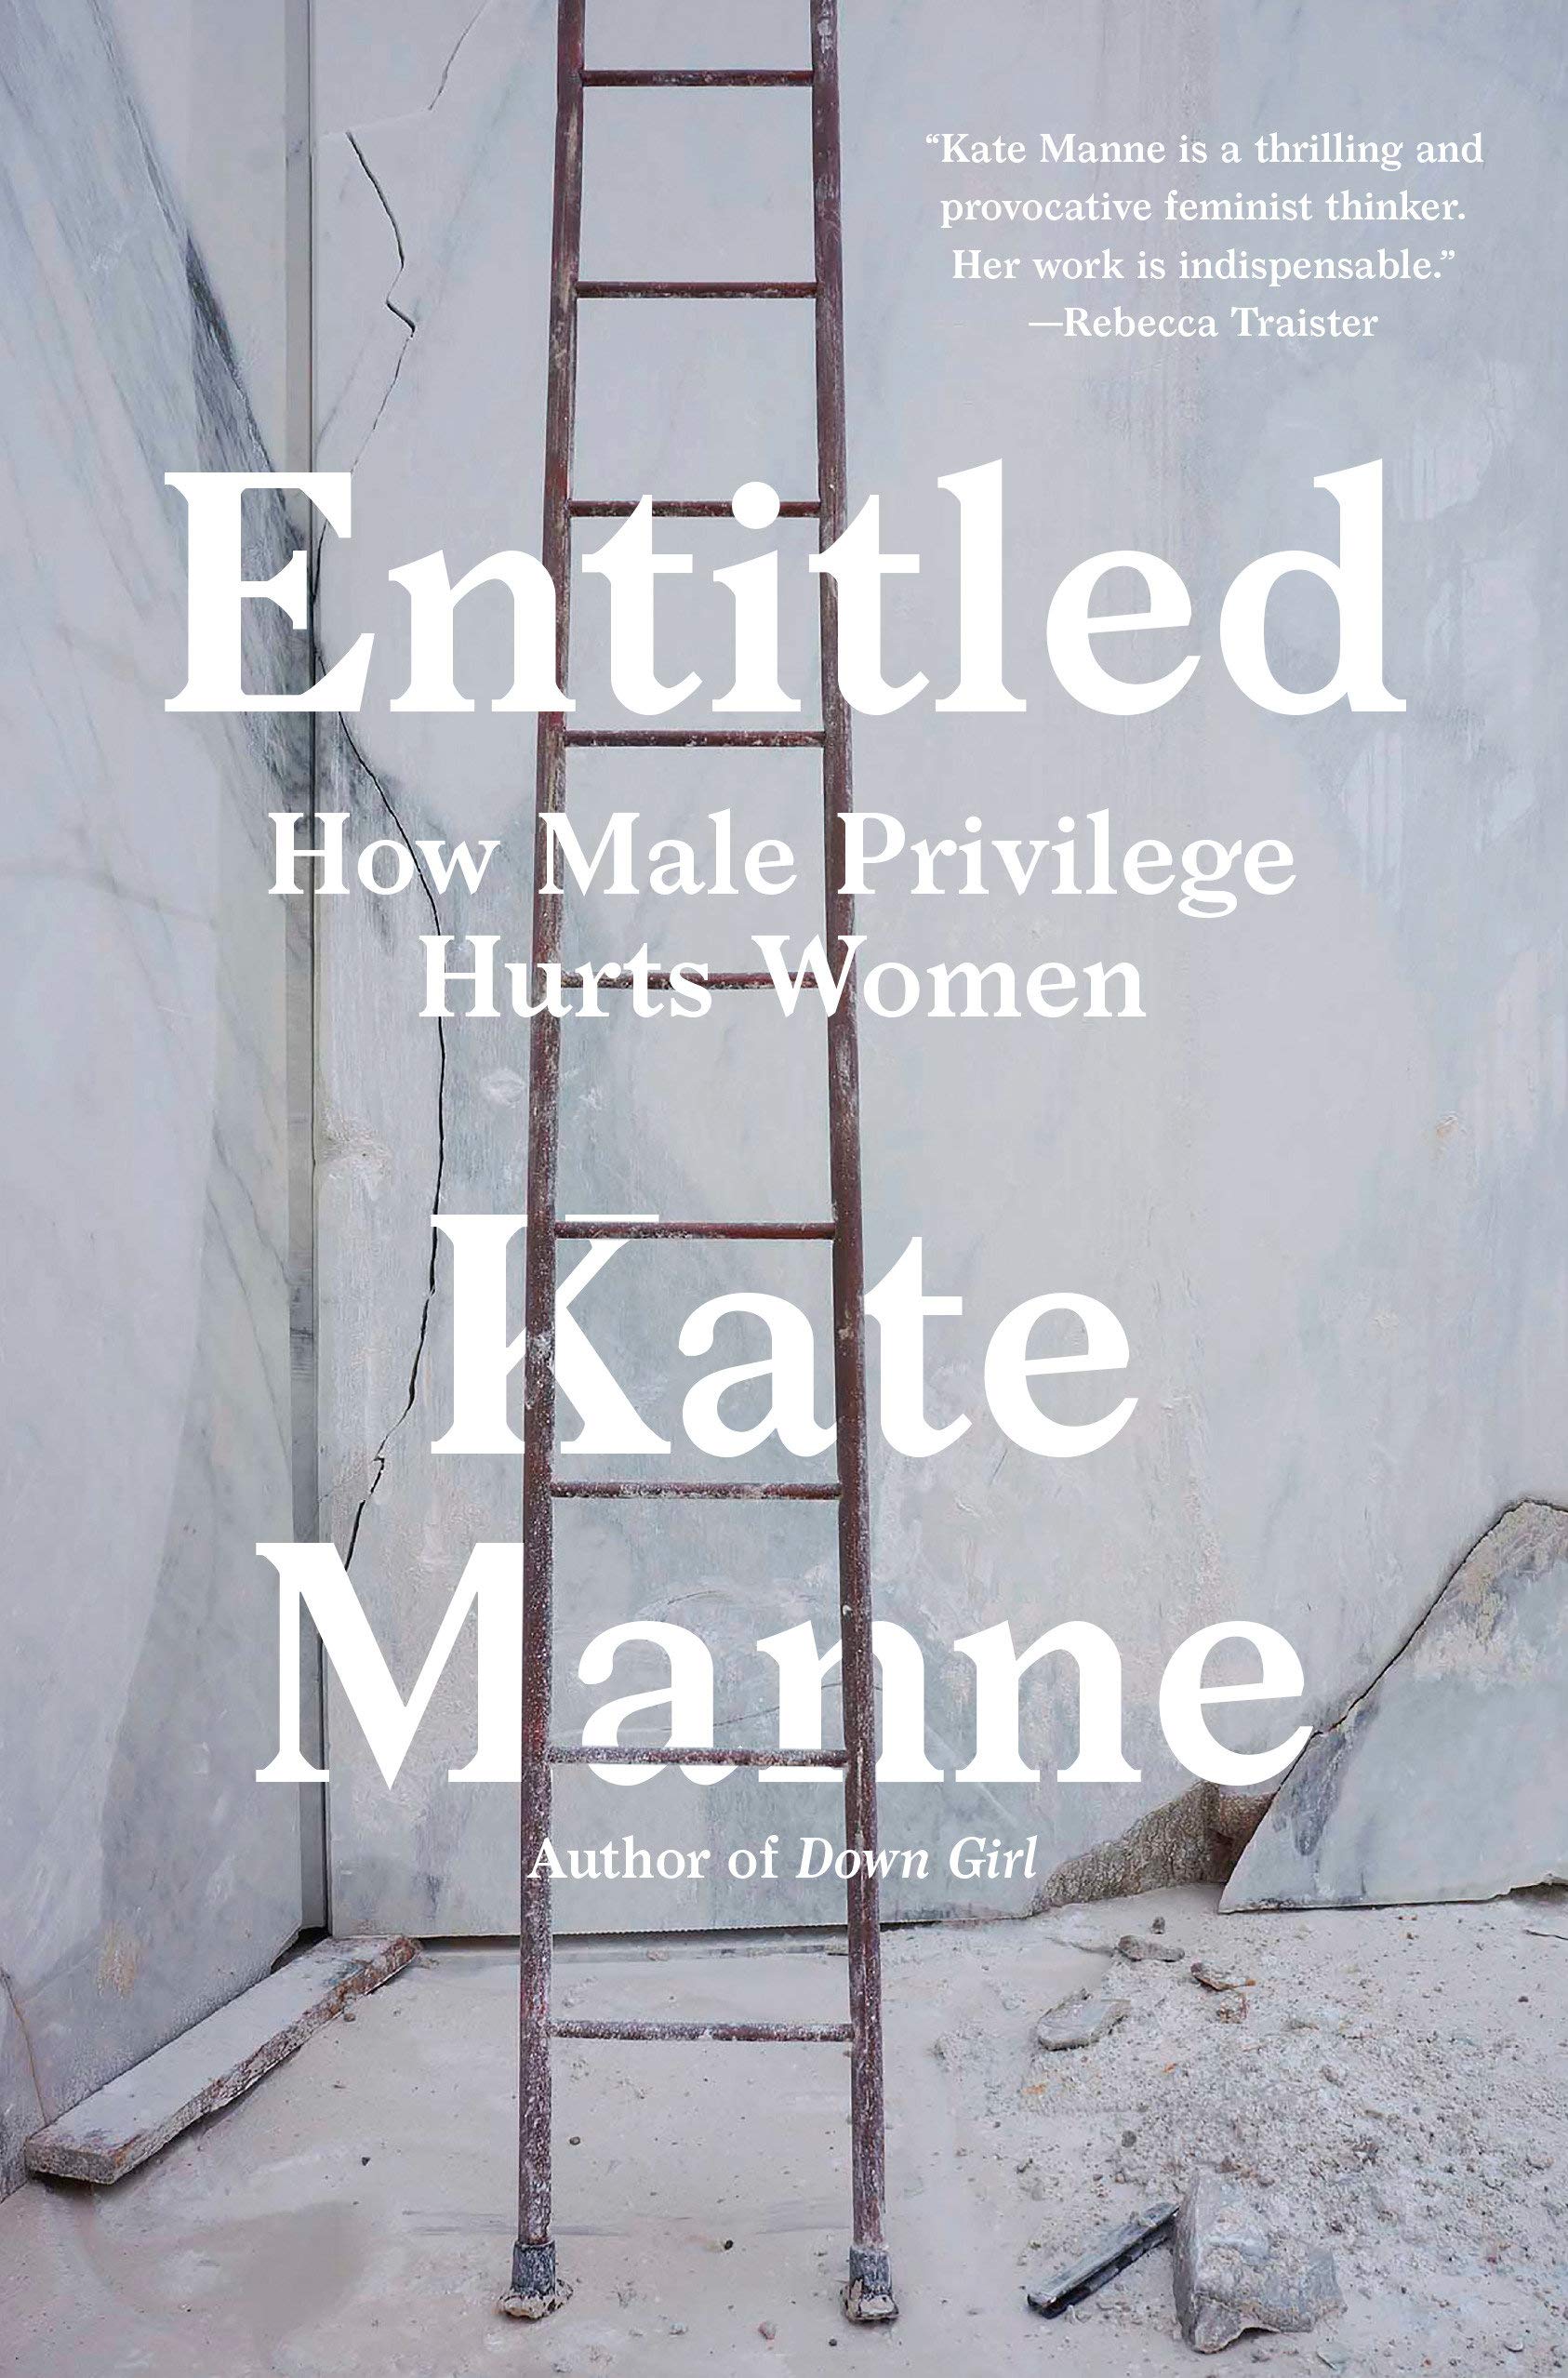 “Kate Manne is a thrilling and
provocative feminist thinker.
Her work is indispensable.”
—Rebecca Traister
Entitled
How Male Privilege
Hurts Women
Kate
Manne
Author of Down Girl